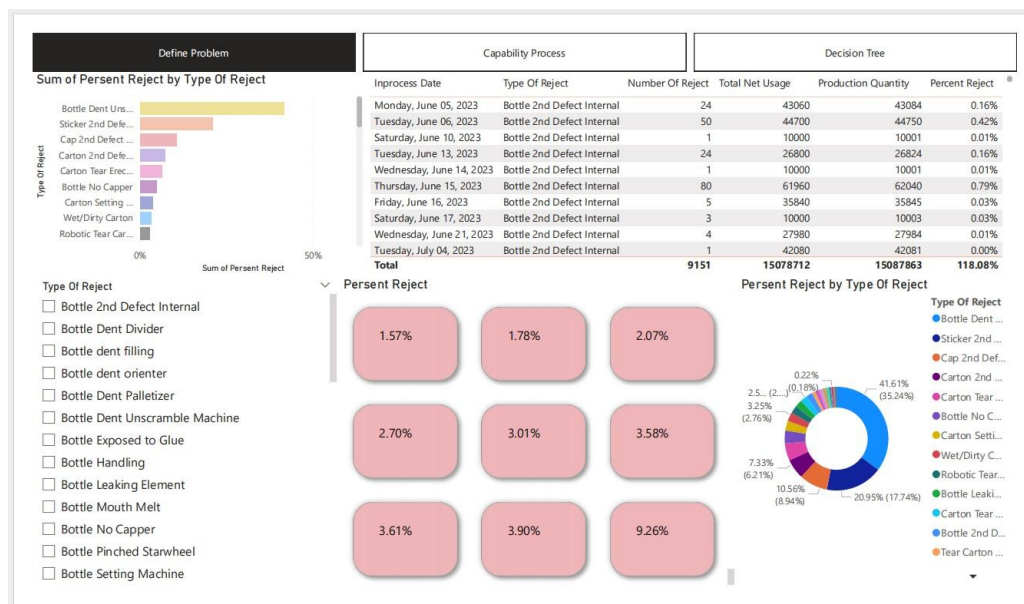 Define Problem
Capability Process
Decision Tree
Sum of Persent Reject by Type Of Reject
Type Of Reject
Bottle Dent Uns...
Sticker 2nd Defe...
Cap 2nd Defect ...
Carton 2nd Defe...
Carton Tear Erec...
Bottle No Capper
Carton Setting ...
Wet/Dirty Carton
Robotic Tear Car...
0%
50%
Sum of Persent Reject
Inprocess Date Type Of Reject Number Of Reject Total Net Usage Production Quantity Percent Reject
Monday, June 05, 2023 Bottle 2nd Defect Internal 24 43060 43084 0.16%
Tuesday, June 06, 2023 Bottle 2nd Defect Internal 50 44700 44750 0.42%
Saturday, June 10, 2023 Bottle 2nd Defect Internal 1 10000 10001 0.01%
Tuesday, June 13, 2023 Bottle 2nd Defect Internal 24 26800 26824 0.16%
Wednesday, June 14, 2023 Bottle 2nd Defect Internal 1 10000 10001 0.01%
Thursday, June 15, 2023 Bottle 2nd Defect Internal 80 61960 62040 0.79%
Friday, June 16, 2023 Bottle 2nd Defect Internal 5 35840 35845 0.03%
Saturday, June 17, 2023 Bottle 2nd Defect Internal 3 10000 10003 0.03%
Wednesday, June 21, 2023 Bottle 2nd Defect Internal 4 27980 27984 0.01%
Tuesday, July 04, 2023 Bottle 2nd Defect Internal 1 42080 42081 0.00%
Total 9151 15078712 15087863 118.08%
Type Of Reject
Bottle 2nd Defect Internal
Bottle Dent Divider
Bottle dent filling
Bottle dent orienter
Bottle Dent Palletizer
Bottle Dent Unscramble Machine
Bottle Exposed to Glue
Bottle Handling
Bottle Leaking Element
Bottle Mouth Melt
Bottle No Capper
Bottle Pinched Starwheel
Bottle Setting Machine
Persent Reject
1.57% 1.78% 2.07%
2.70% 3.01% 3.58%
3.61% 3.90% 9.26%
Persent Reject by Type Of Reject
0.22%
(0.18%)
2.5... (2....)
3.25%
(2.76%)
7.33%
(6.21%)
10.56%
(8.94%)
20.95% (17.74%)
41.61%
(35.24%)
Type Of Reject
Bottle Dent ...
Sticker 2nd ...
Cap 2nd Def...
Carton 2nd ...
Carton Tear ...
Bottle No C...
Carton Setti...
Wet/Dirty C...
Robotic Tear...
Bottle Leaki...
Carton Tear ...
Bottle 2nd D...
Tear Carton ...